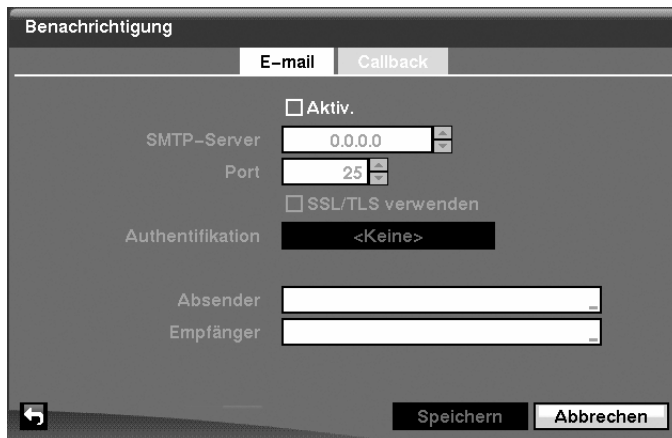 Benachrichtigung
E-mail Callback
Aktiv.
SMTP-Server 0.0.0.0
Port 25
SSL/TLS verwenden
Authentifikation <Keine>
Absender
Empfänger
Speichern Abbrechen